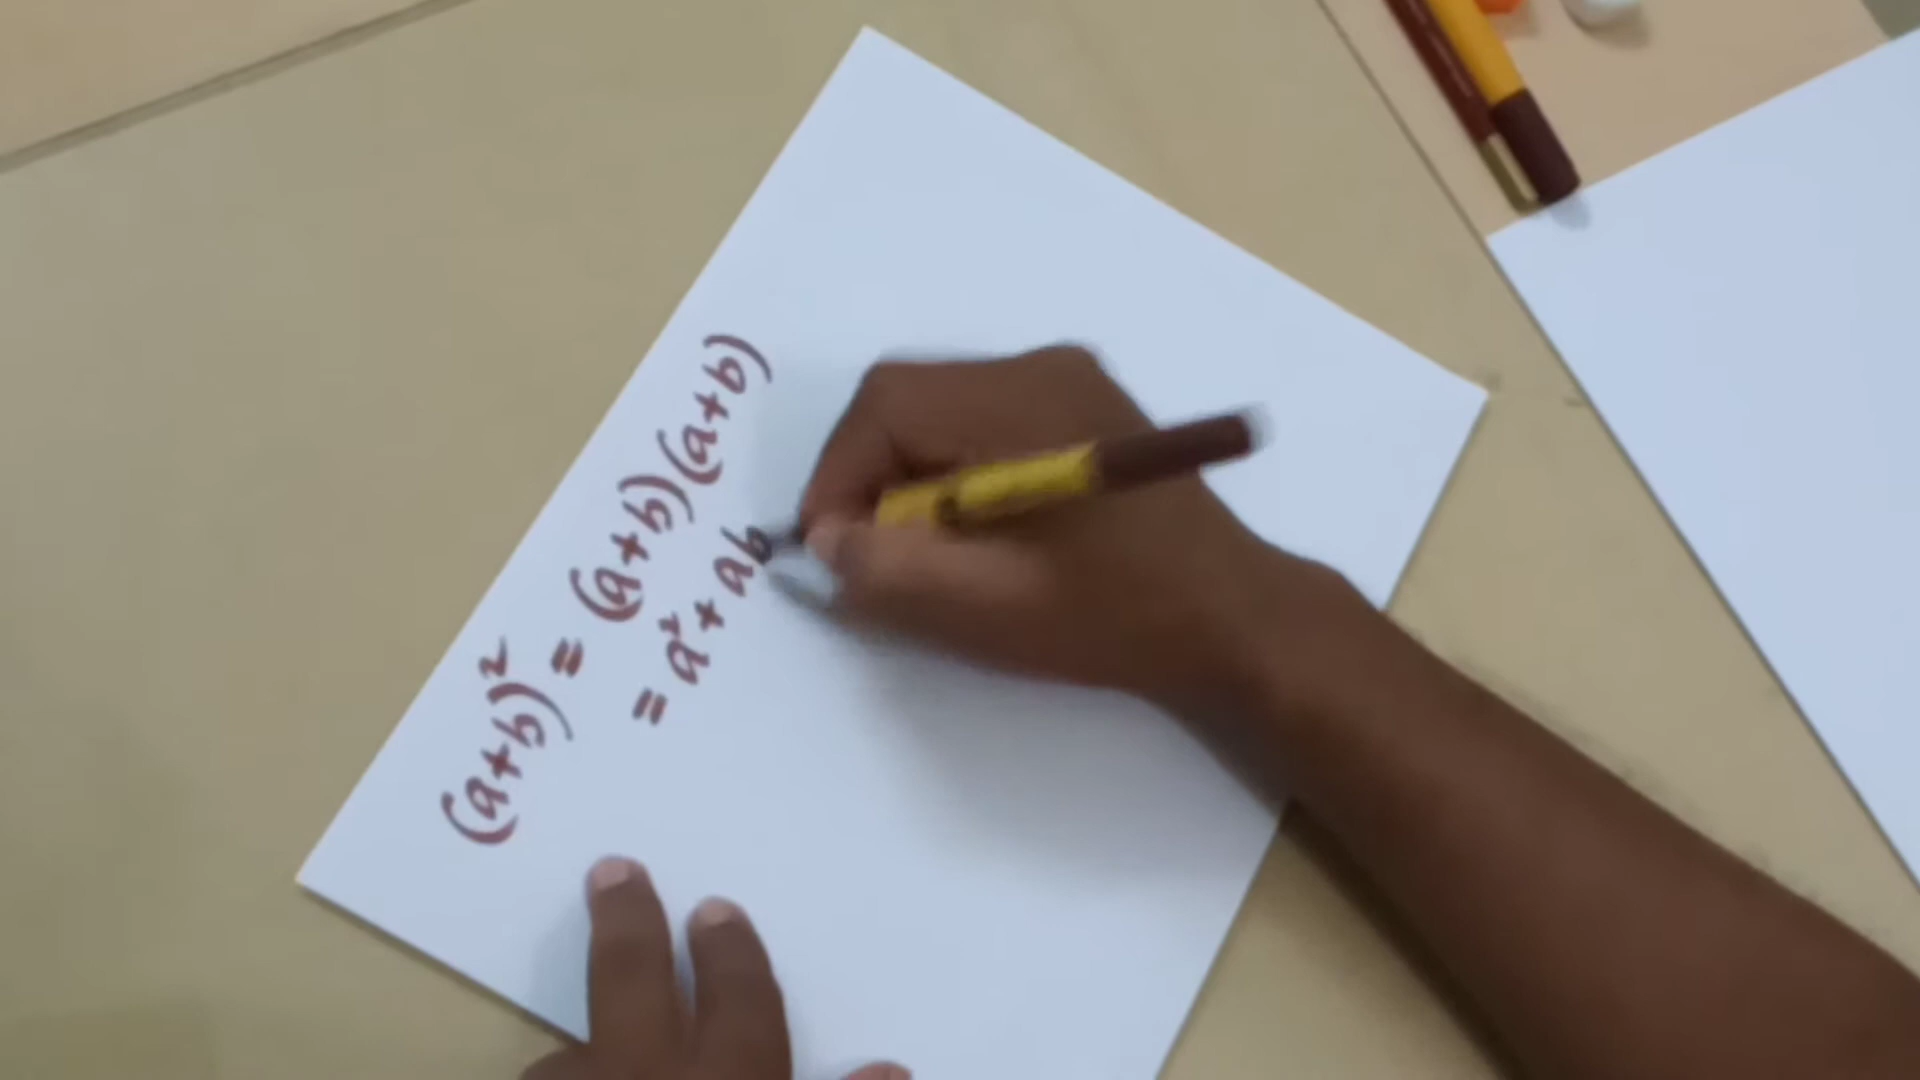 (a+b)² = (a+b)(a+b)
= a² + ab